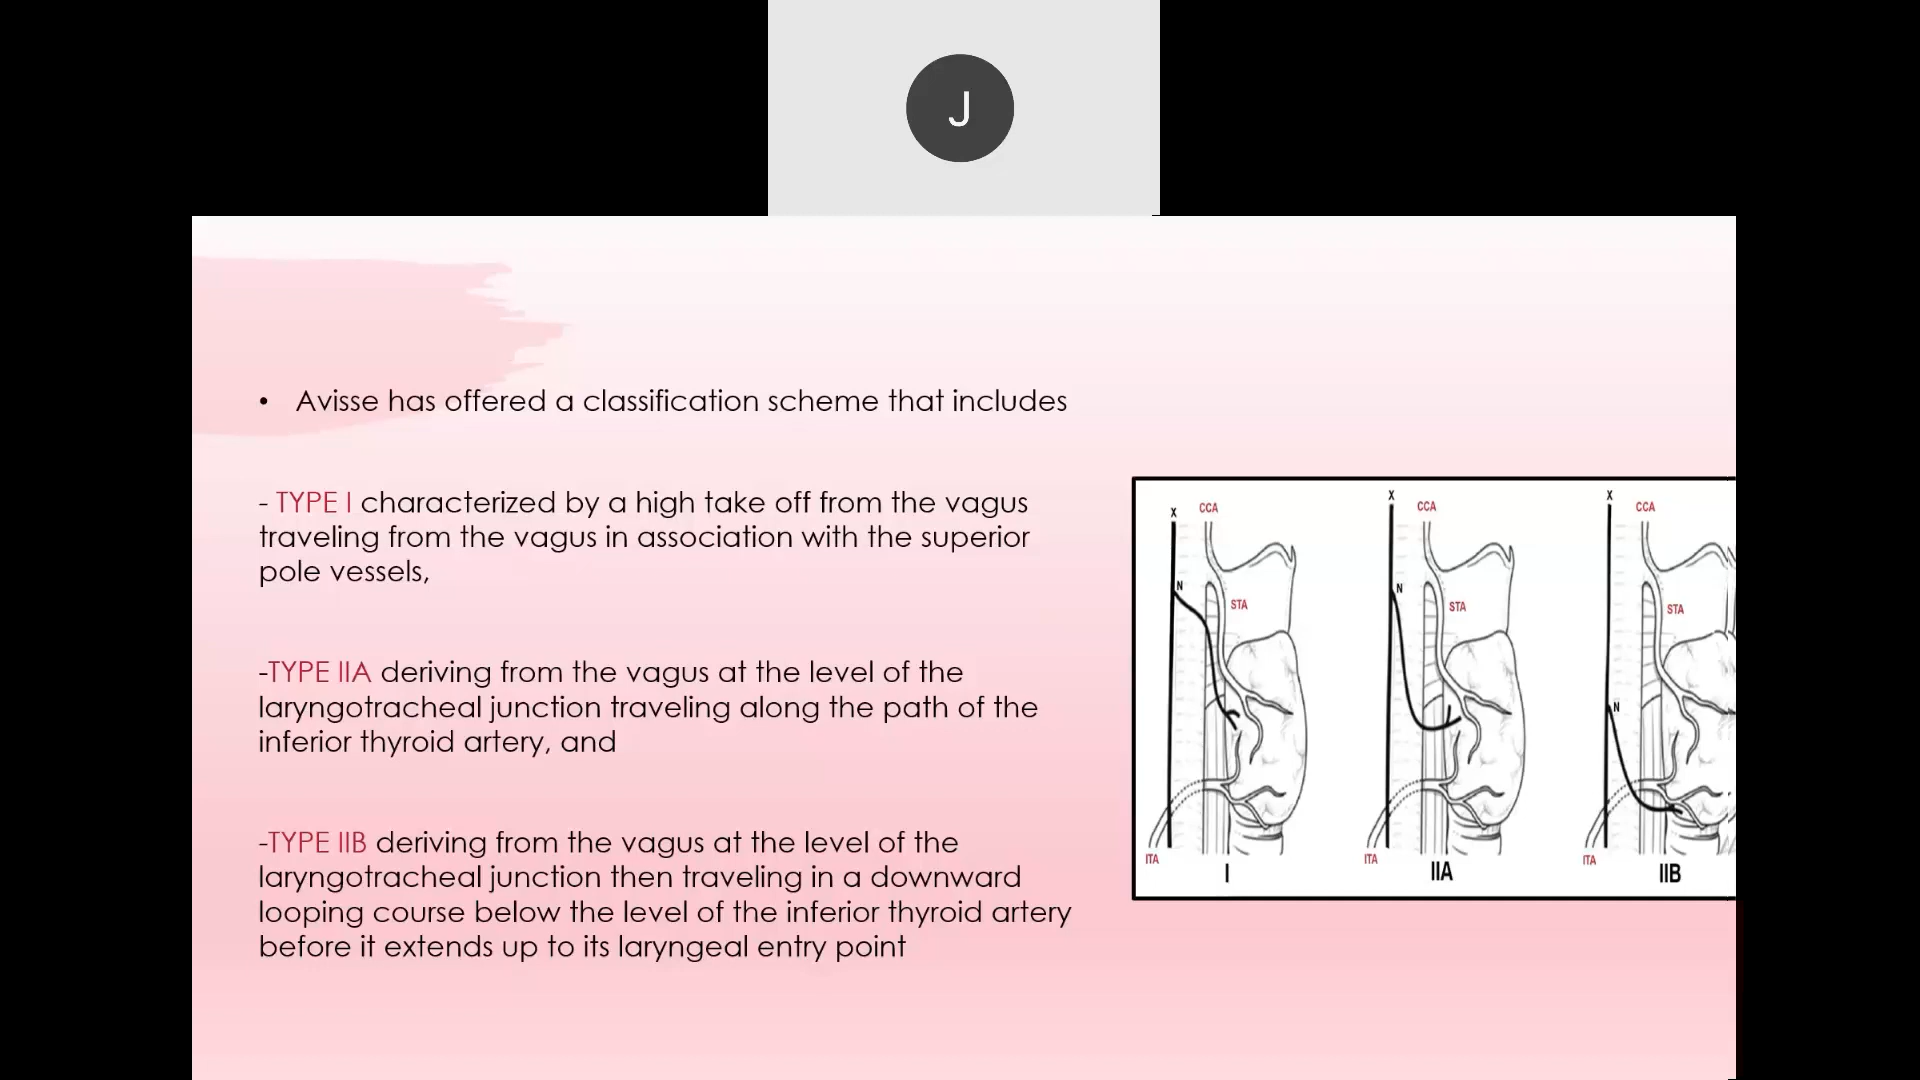 J
• Avisse has offered a classification scheme that includes
- TYPE I characterized by a high take off from the vagus
traveling from the vagus in association with the superior
pole vessels,
-TYPE IIA deriving from the vagus at the level of the
laryngotracheal junction traveling along the path of the
inferior thyroid artery, and
-TYPE IIB deriving from the vagus at the level of the
laryngotracheal junction then traveling in a downward
looping course below the level of the inferior thyroid artery
before it extends up to its laryngeal entry point
X CCA
N
STA
ITA
I
X CCA
N
STA
ITA
IIA
X CCA
STA
N
ITA
IIB